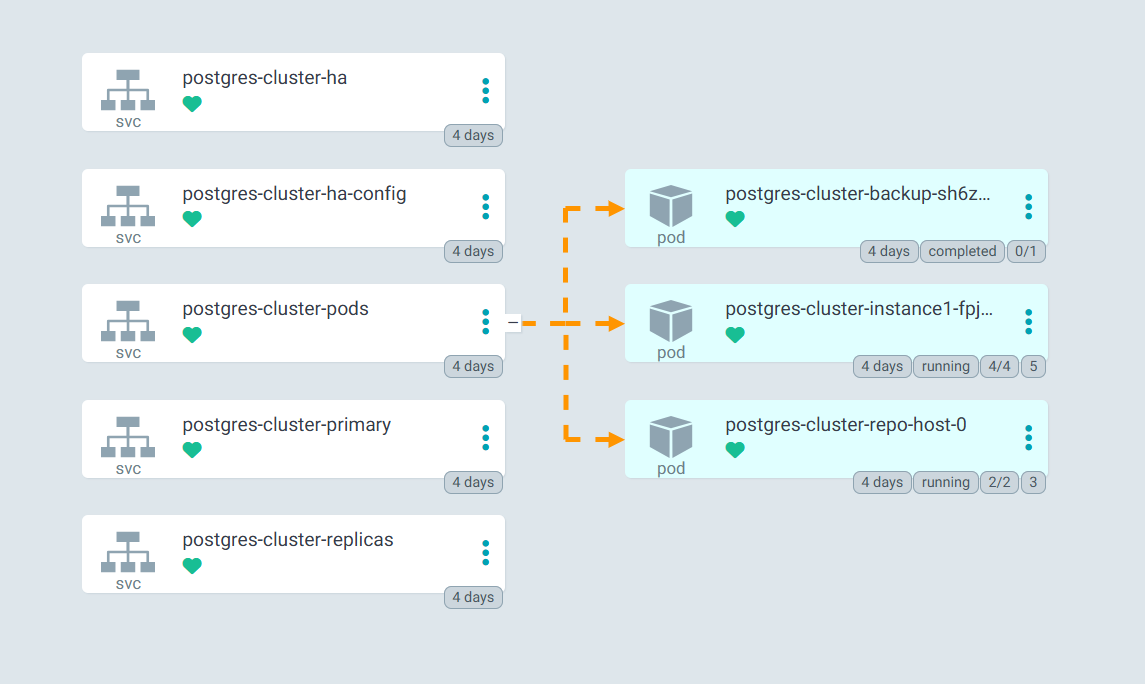 postgres-cluster-ha
svc
4 days
postgres-cluster-ha-config
svc
4 days
postgres-cluster-pods
svc
4 days
postgres-cluster-primary
svc
4 days
postgres-cluster-replicas
svc
4 days
postgres-cluster-backup-sh6z...
pod
4 days completed 0/1
postgres-cluster-instance1-fpj...
pod
4 days running 4/4 5
postgres-cluster-repo-host-0
pod
4 days running 2/2 3